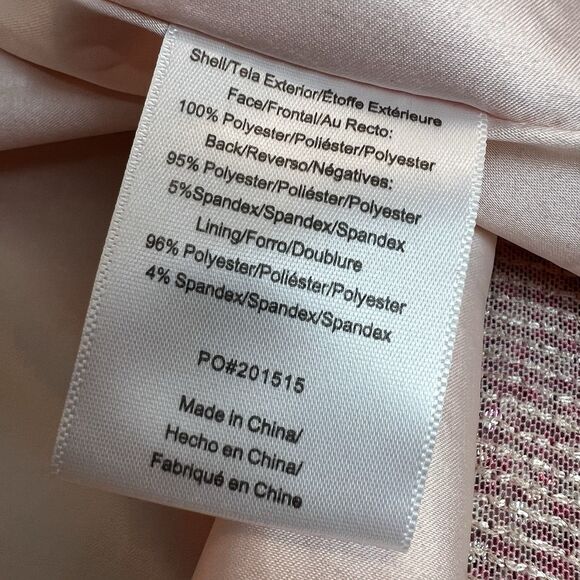 Shell/Tela Exterior/Étoffe Extérieure
Face/Frontal/Au Recto:
100% Polyester/Poliéster/Polyester
Back/Reverso/Négatives:
95% Polyester/Poliéster/Polyester
5%Spandex/Spandex/Spandex
Lining/Forro/Doublure
96% Polyester/Poliéster/Polyester
4% Spandex/Spandex/Spandex
PO#201515
Made in China/
Hecho en China/
Fabriqué en Chine